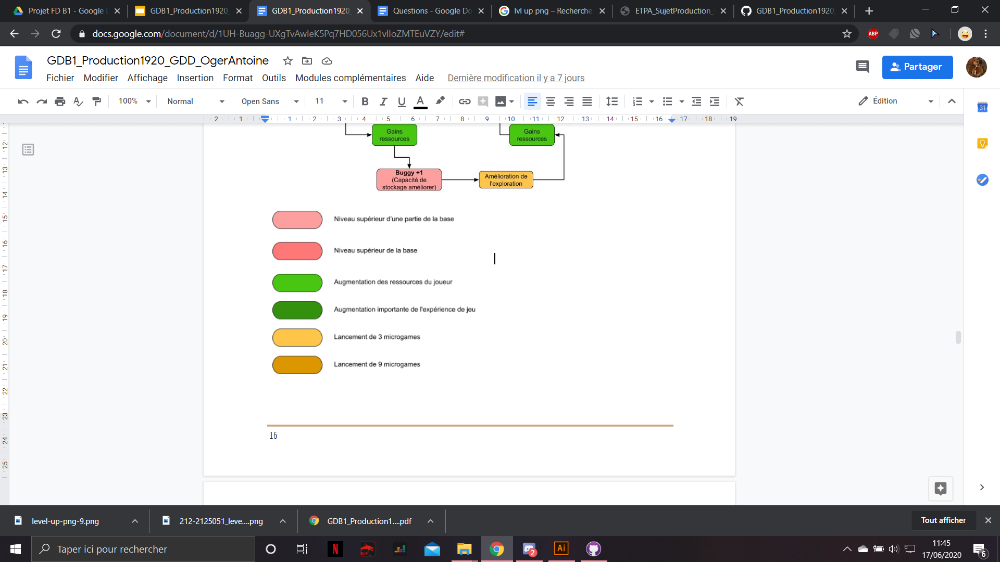 Projet FD B1 - Google D
GDB1_Production1920_
GDB1_Production1920_
Questions - Google Do
lvl up png – Recherche
ETPA_SujetProduction_
GDB1_Production1920
docs.google.com/document/d/1UH-Buagg-UXgTvAwIeK5Pq7HD056Ux1vlIoZMTEuVZY/edit#
ABP
GDB1_Production1920_GDD_OgerAntoine
Partager
Fichier Modifier Affichage Insertion Format Outils Modules complémentaires Aide Dernière modification il y a 7 jours
100% Normal Open Sans 11 B I U A Édition
31
2 1 1 2 3 4 5 6 7 8 9 10 11 12 13 14 15 16 17 18 19
12
13
14
15
16
17
18
19
20
21
22
23
24
25
Gains
ressources
Gains
ressources
Buggy +1
(Capacité de
stockage améliorer)
Amélioration de
l'exploration
Niveau supérieur d'une partie de la base
Niveau supérieur de la base
Augmentation des ressources du joueur
Augmentation importante de l'expérience de jeu
Lancement de 3 microgames
Lancement de 9 microgames
16
level-up-png-9.png
212-2125051_leve....png
GDB1_Production1....pdf
Tout afficher
Taper ici pour rechercher
N
2
Ai
11:45
17/06/2020
6